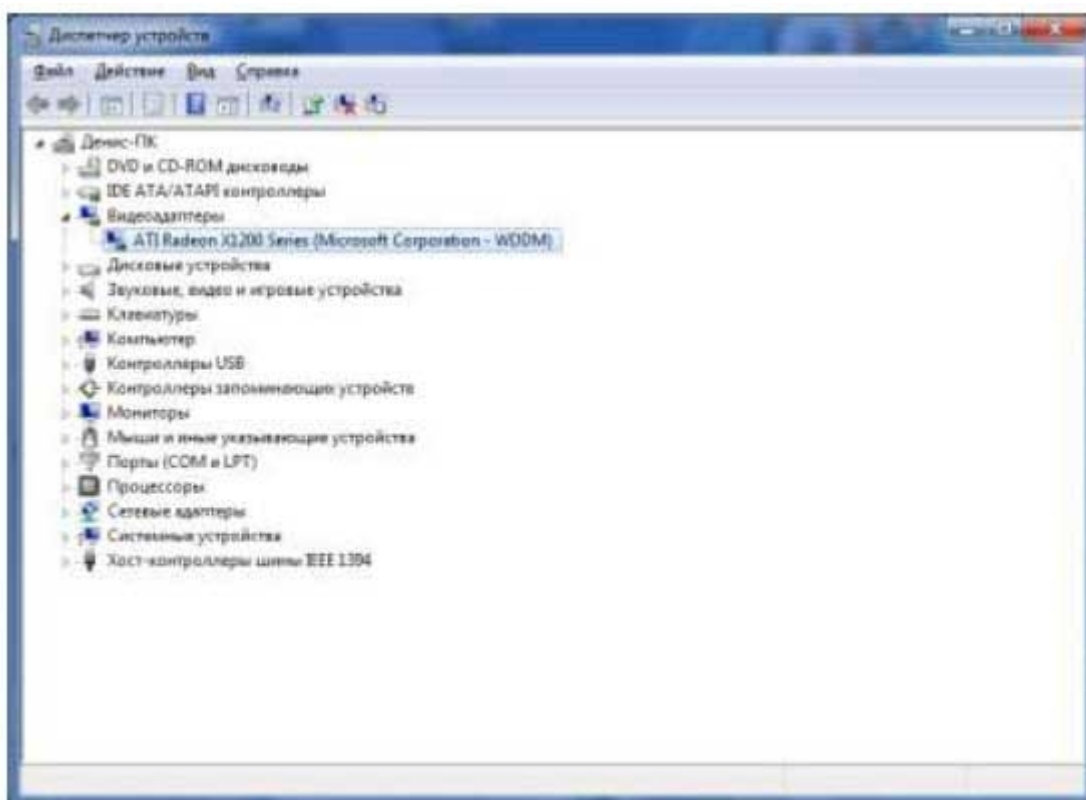 Диспетчер устройств
Файл Действие Вид Справка
Денис-ПК
DVD и CD-ROM дисководы
IDE ATA/ATAPI контроллеры
Видеоадаптеры
ATI Radeon X1200 Series (Microsoft Corporation - WDDM)
Дисковые устройства
Звуковые, видео и игровые устройства
Клавиатуры
Компьютер
Контроллеры USB
Контроллеры запоминающих устройств
Мониторы
Мыши и иные указывающие устройства
Порты (COM и LPT)
Процессоры
Сетевые адаптеры
Системные устройства
Хост-контроллеры шины IEEE 1394